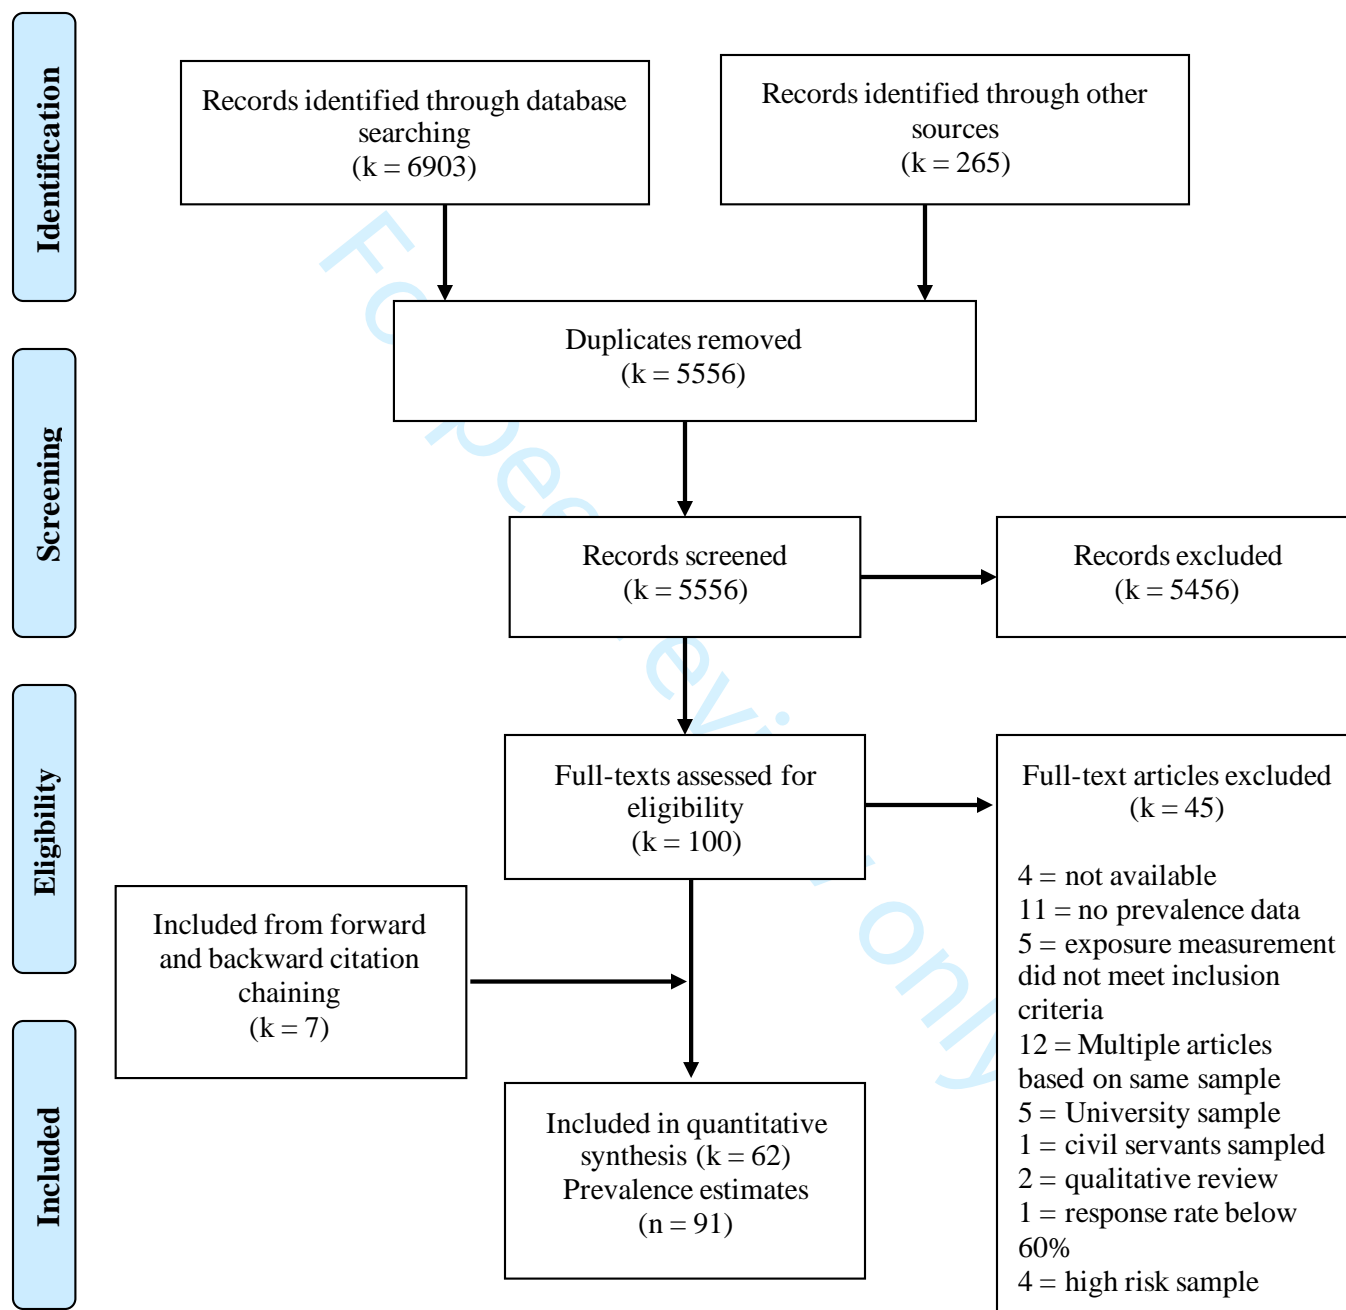 Identification
Records identified through database
searching
(k = 6903)
Records identified through other
sources
(k = 265)
Duplicates removed
(k = 5556)
Screening
Records screened
(k = 5556)
Records excluded
(k = 5456)
Eligibility
Full-texts assessed for
eligibility
(k = 100)
Full-text articles excluded
(k = 45)
4 = not available
11 = no prevalence data
5 = exposure measurement
did not meet inclusion
criteria
12 = Multiple articles
based on same sample
5 = University sample
1 = civil servants sampled
2 = qualitative review
1 = response rate below
60%
4 = high risk sample
Included from forward
and backward citation
chaining
(k = 7)
Included
Included in quantitative
synthesis (k = 62)
Prevalence estimates
(n = 91)
For peer review only